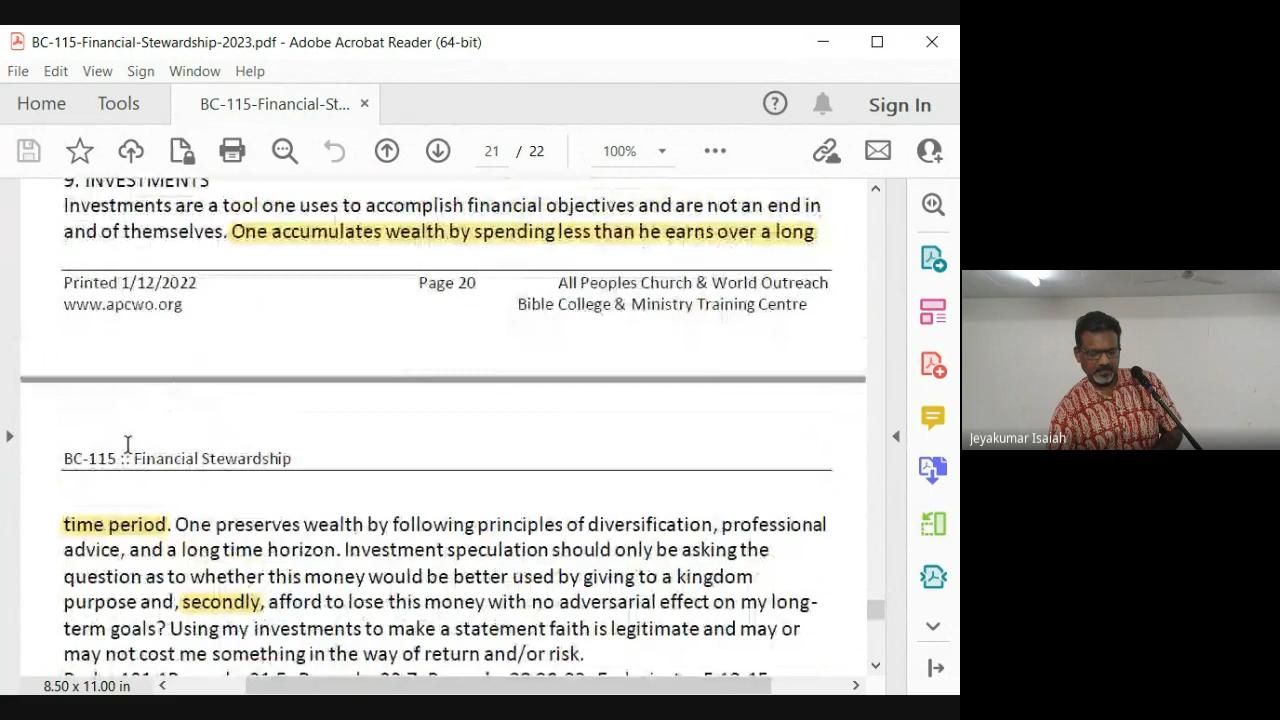 BC-115-Financial-Stewardship-2023.pdf - Adobe Acrobat Reader (64-bit)
File Edit View Sign Window Help
Home Tools BC-115-Financial-St... × Sign In
21 / 22 100%
9. INVESTMENTS
Investments are a tool one uses to accomplish financial objectives and are not an end in
and of themselves. One accumulates wealth by spending less than he earns over a long
Printed 1/12/2022 Page 20 All Peoples Church & World Outreach
www.apcwo.org Bible College & Ministry Training Centre
BC-115 :: Financial Stewardship
time period. One preserves wealth by following principles of diversification, professional
advice, and a long time horizon. Investment speculation should only be asking the
question as to whether this money would be better used by giving to a kingdom
purpose and, secondly, afford to lose this money with no adversarial effect on my long-
term goals? Using my investments to make a statement faith is legitimate and may or
may not cost me something in the way of return and/or risk.
8.50 x 11.00 in
Jeyakumar Isaiah